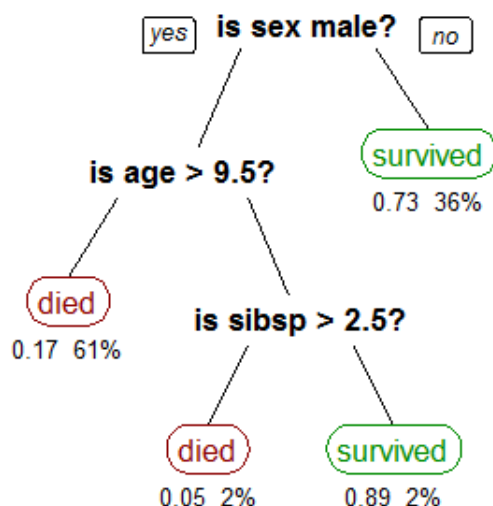 yes is sex male? no
survived
is age > 9.5?
0.73 36%
died
is sibsp > 2.5?
0.17 61%
died survived
0.05 2% 0.89 2%